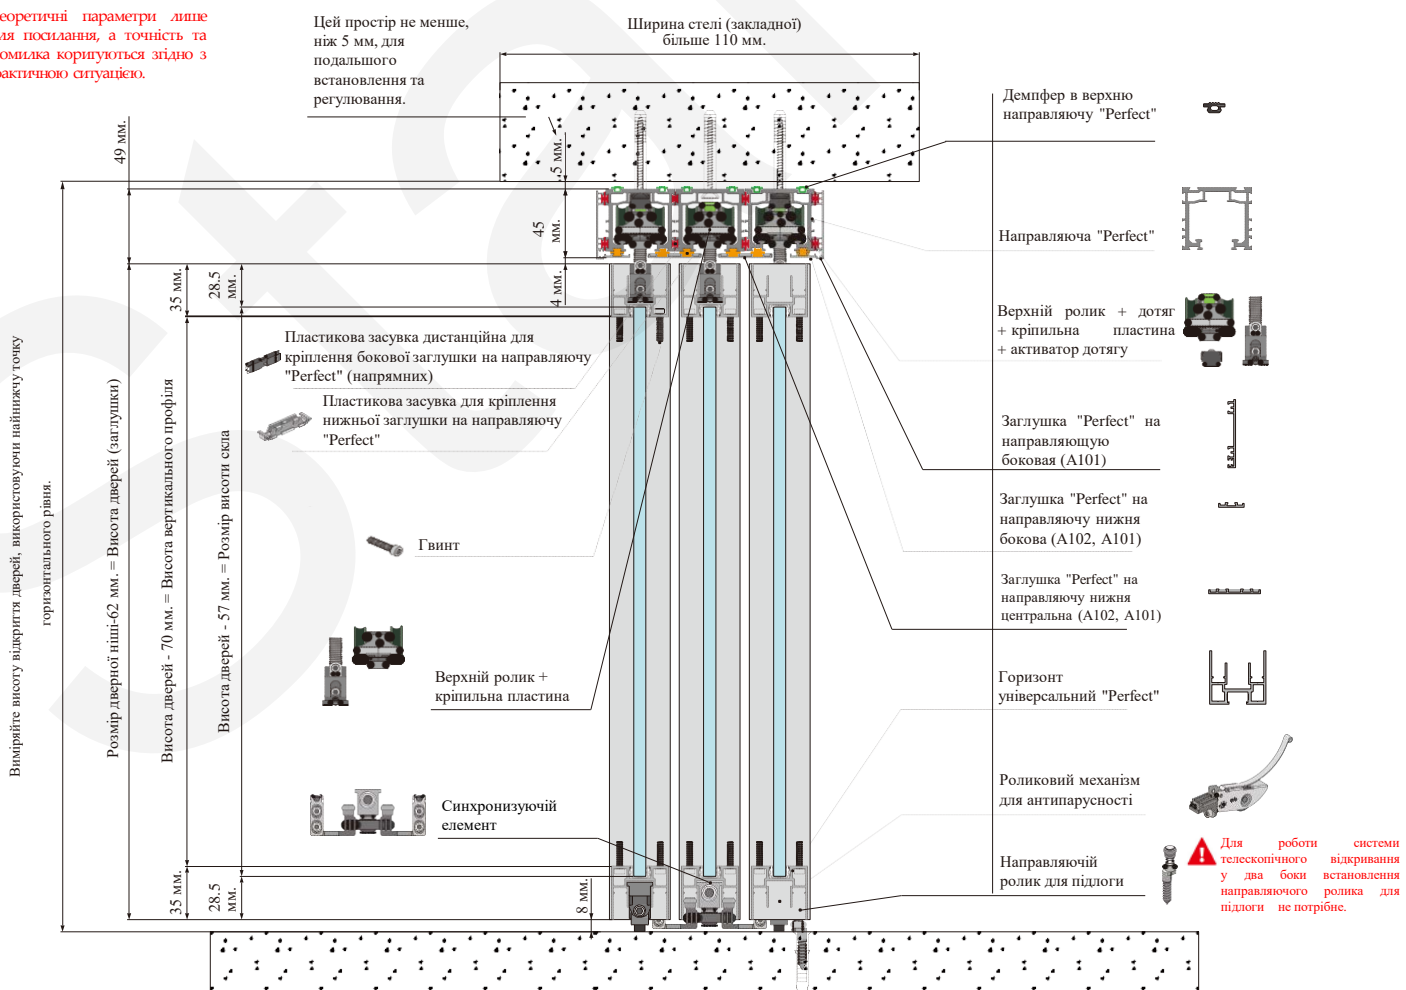 еоретичні параметри лише
ля посилання, а точність та
омилка коригуються згідно з
рактичною ситуацією.
Цей простір не менше,
ніж 5 мм, для
подальшого
встановлення та
регулювання.
Ширина стелі (закладної)
більше 110 мм.
49 мм.
5 мм.
45
мм.
4 мм.
35 мм.
28.5
мм.
Виміряйте висоту відкриття дверей, використовуючи найнижчу точку
горизонтального рівня.
Розмір дверної ніші-62 мм. = Висота дверей (заглушки)
Висота дверей - 70 мм. = Висота вертикального профіля
Висота дверей - 57 мм. = Розмір висоти скла
Пластикова засувка дистанційна для
кріплення бокової заглушки на направляючу
"Perfect" (напрямних)
Пластикова засувка для кріплення
нижньої заглушки на направляючу
"Perfect"
Гвинт
Верхній ролик +
кріпильна пластина
Синхронизуючій
елемент
35 мм.
28.5
мм.
8 мм.
Демпфер в верхню
направляючу "Perfect"
Направляюча "Perfect"
Верхній ролик + дотяг
+ кріпильна пластина
+ активатор дотягу
Заглушка "Perfect" на
направляющую
боковая (A101)
Заглушка "Perfect" на
направляючу нижня
бокова (A102, A101)
Заглушка "Perfect" на
направляючу нижня
центральна (A102, A101)
Горизонт
універсальний "Perfect"
Роликовий механізм
для антипарусності
Направляючій
ролик для підлоги
Для роботи системи
телескопічного відкривання
у два боки встановлення
направляючого ролика для
підлоги не потрібне.